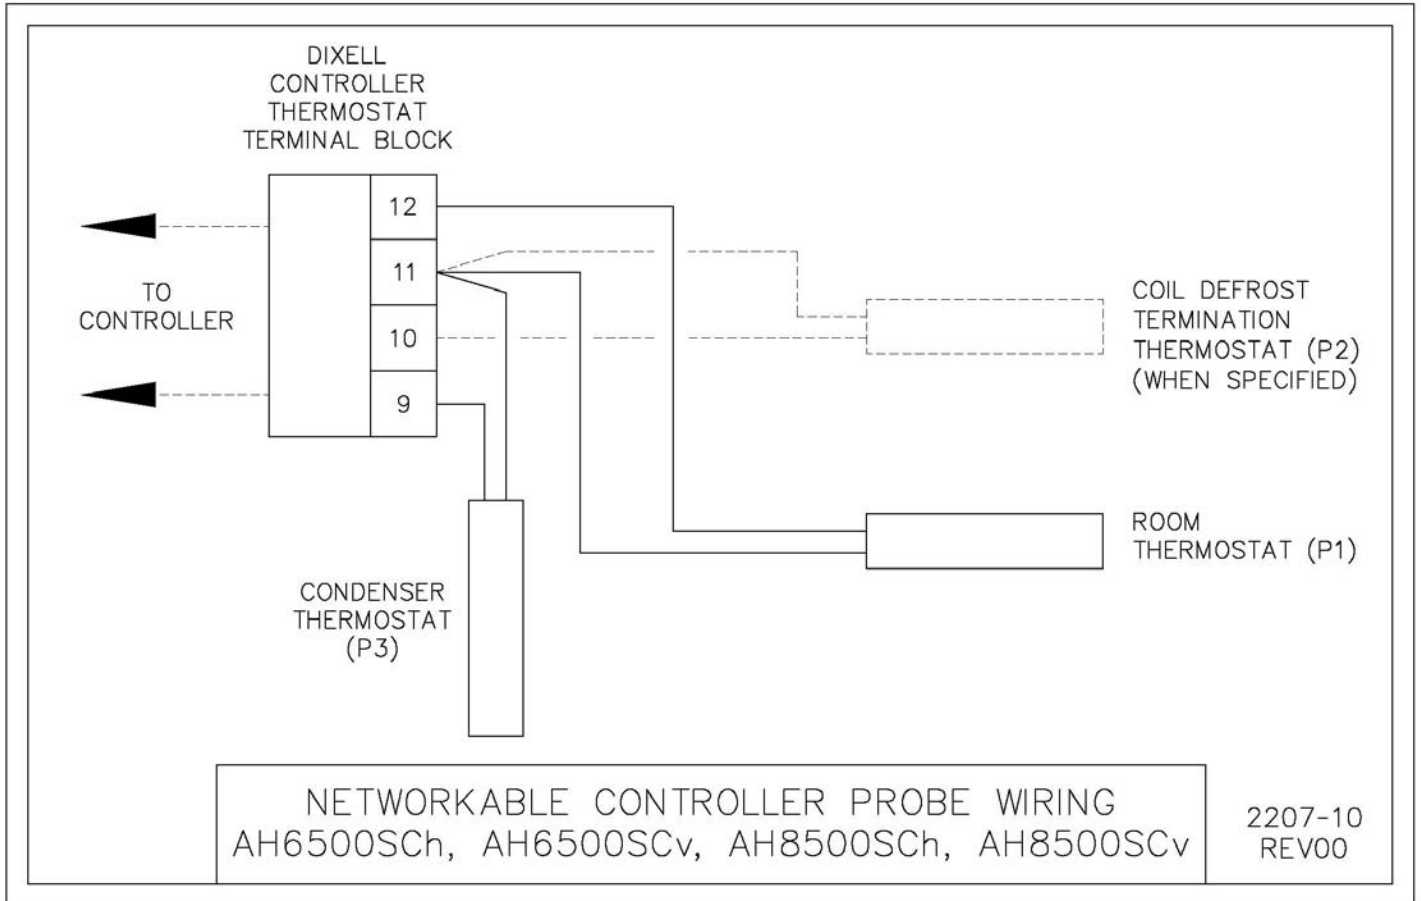 DIXELL
CONTROLLER
THERMOSTAT
TERMINAL BLOCK
12
11
10
9
TO
CONTROLLER
COIL DEFROST
TERMINATION
THERMOSTAT (P2)
(WHEN SPECIFIED)
ROOM
THERMOSTAT (P1)
CONDENSER
THERMOSTAT
(P3)
NETWORKABLE CONTROLLER PROBE WIRING
AH6500SCh, AH6500SCv, AH8500SCh, AH8500SCv
2207-10
REV00